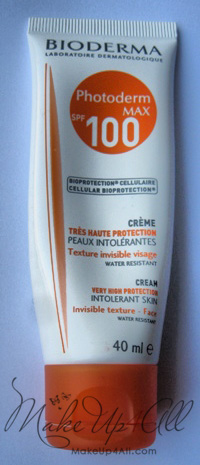 BIODERMA
LABORATOIRE DERMATOLOGIQUE
Photoderm
MAX
SPF
100
BIOPROTECTION® CELLULAIRE
CELLULAR BIOPROTECTION®
CRÈME
TRÈS HAUTE PROTECTION
PEAUX INTOLÉRANTES
Texture invisible visage
WATER RESISTANT
CREAM
VERY HIGH PROTECTION
INTOLERANT SKIN
Invisible texture - Face
WATER RESISTANT
40 ml e
Make Up 4 All
MakeUp4All.com